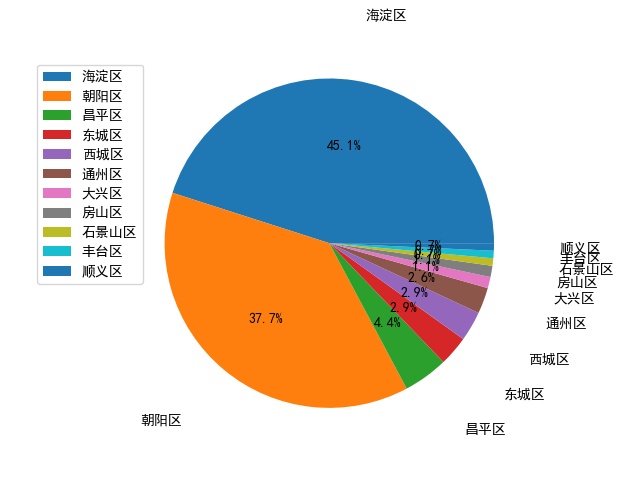 海淀区
海淀区
朝阳区
昌平区
东城区
西城区
通州区
大兴区
房山区
石景山区
丰台区
顺义区
45.1%
37.7%
4.4%
2.9%
2.9%
2.6%
1.1%
0.7%
顺义区
丰台区
石景山区
房山区
大兴区
通州区
西城区
东城区
昌平区
朝阳区